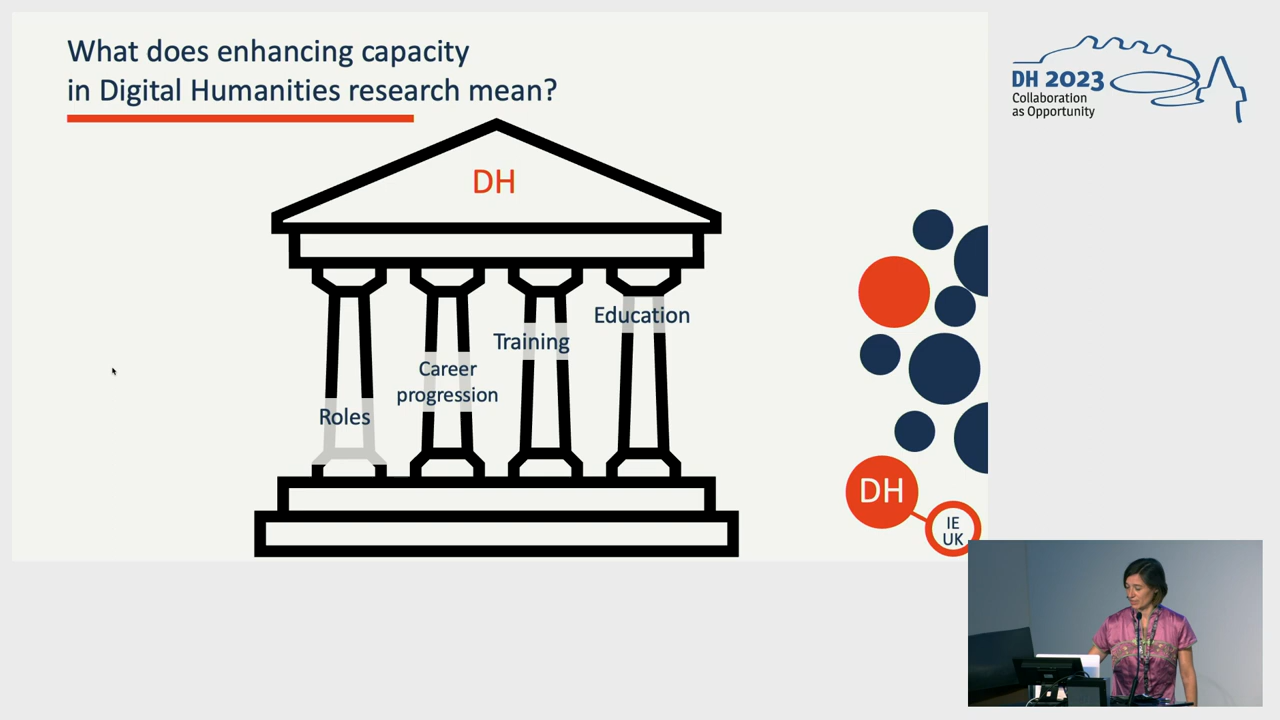 What does enhancing capacity
in Digital Humanities research mean?
DH
Education
Training
Career
progression
Roles
DH
IE
UK
DH 2023
Collaboration
as Opportunity